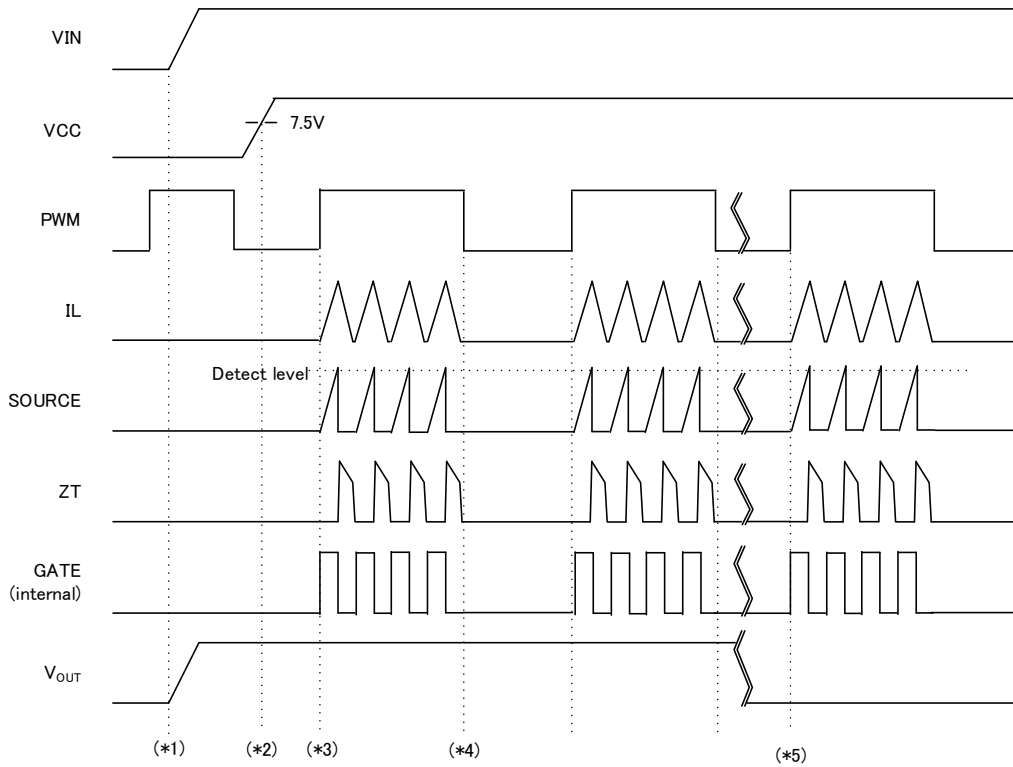 VIN
VCC
7.5V
PWM
IL
Detect level
SOURCE
ZT
GATE
(internal)
VOUT
(*1)
(*2)
(*3)
(*4)
(*5)